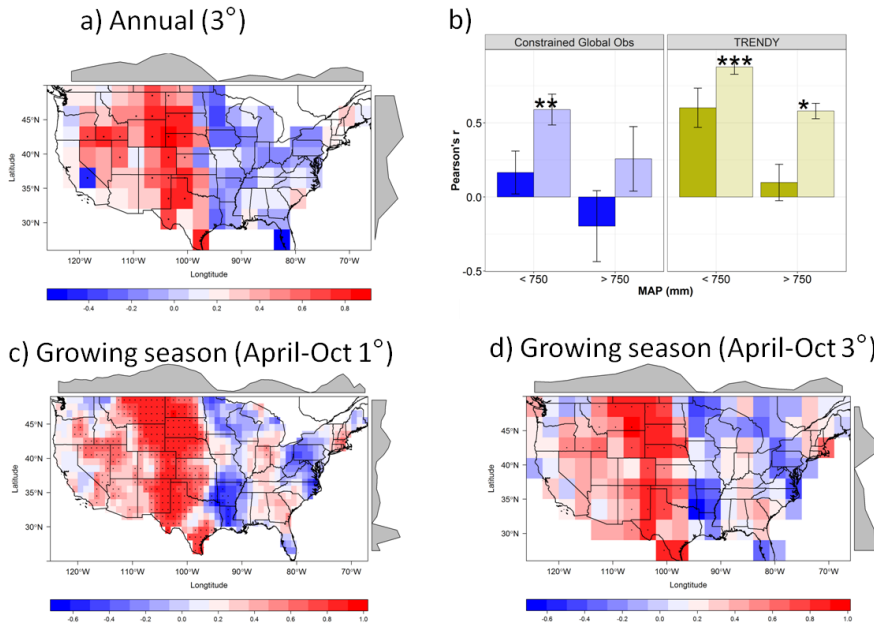 a) Annual (3°)
45°N
40°N
35°N
30°N
Latitude
120°W 110°W 100°W 90°W 80°W 70°W
Longtitude
-0.4 -0.2 0.0 0.2 0.4 0.6 0.8
b)
Constrained Global Obs TRENDY
** *** *
0.5
0.0
-0.5
Pearson's r
< 750 > 750 < 750 > 750
MAP (mm)
c) Growing season (April-Oct 1°)
45°N
40°N
35°N
30°N
Latitude
120°W 110°W 100°W 90°W 80°W 70°W
Longtitude
-0.6 -0.4 -0.2 0.0 0.2 0.4 0.6 0.8 1.0
d) Growing season (April-Oct 3°)
45°N
40°N
35°N
30°N
Latitude
120°W 110°W 100°W 90°W 80°W 70°W
Longtitude
-0.6 -0.4 -0.2 0.0 0.2 0.4 0.6 0.8 1.0